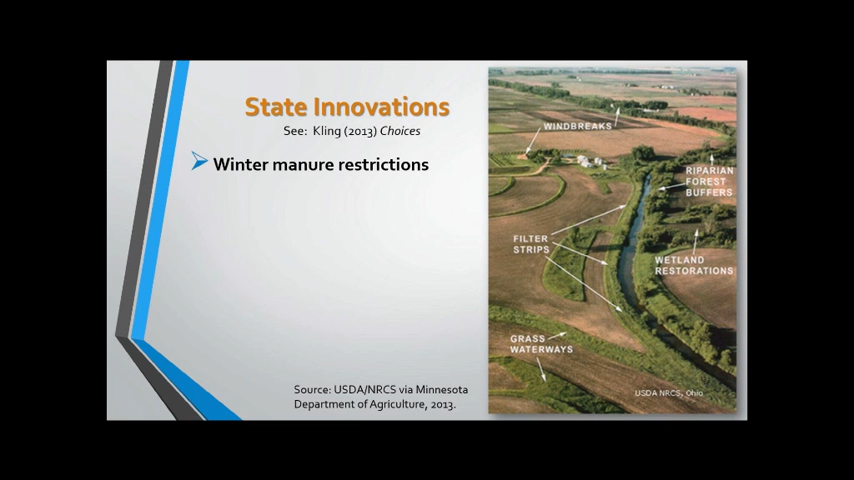 State Innovations
See: Kling (2013) Choices
Winter manure restrictions
Source: USDA/NRCS via Minnesota
Department of Agriculture, 2013.
WINDBREAKS
RIPARIAN
FOREST
BUFFERS
FILTER
STRIPS
WETLAND
RESTORATIONS
GRASS
WATERWAYS
USDA NRCS, Ohio